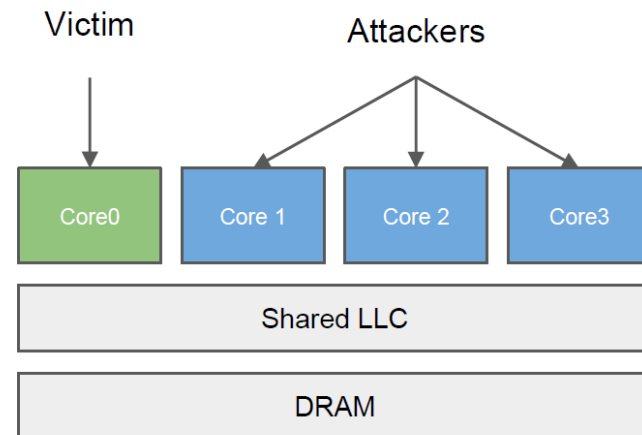 Victim
Attackers
Core0
Core 1
Core 2
Core3
Shared LLC
DRAM